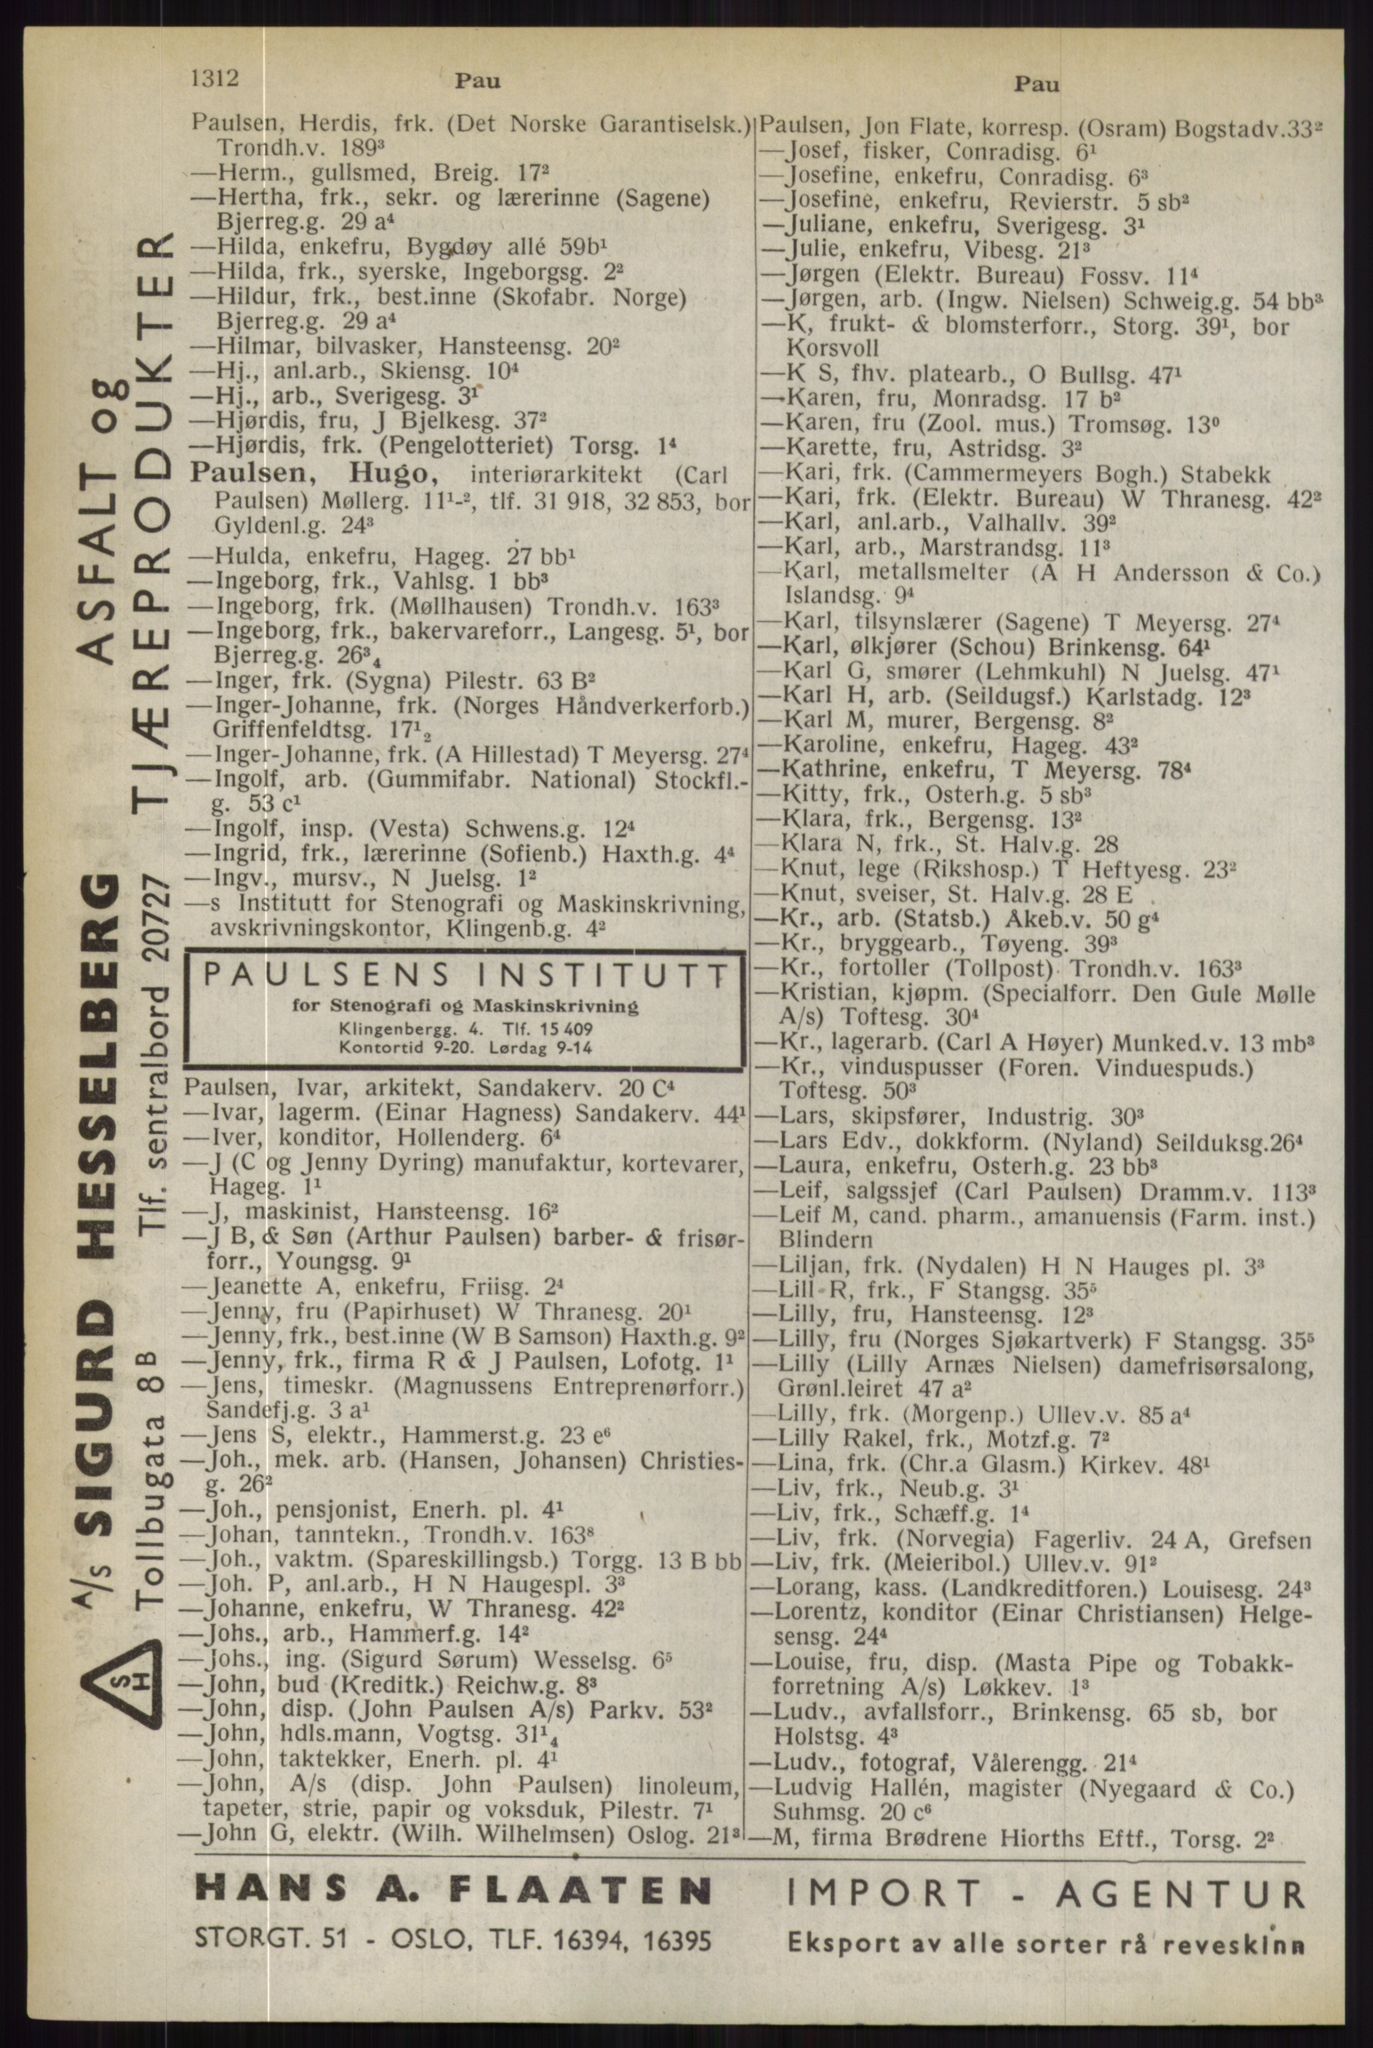 1312
Pau
Pau
Paulsen, Herdis, frk. (Det Norske Garantiselsk.)
Trondh.v. 189³
—Herm., gullsmed, Breig. 17²
—Hertha, frk., sekr. og lærerinne (Sagene)
Bjerreg.g. 29 a⁴
—Hilda, enkefru, Bygdøy allé 59b¹
—Hilda, frk., syerske, Ingeborgsg. 2²
—Hildur, frk., best.inne (Skofabr. Norge)
Bjerreg.g. 29 a⁴
—Hilmar, bilvasker, Hansteensg. 20²
—Hj., anl.arb., Skiensg. 10⁴
—Hj., arb., Sverigesg. 3¹
—Hjørdis, fru, J Bjelkesg. 37²
—Hjørdis, frk. (Pengelotteriet) Torsg. 1⁴
Paulsen, Hugo, interiørarkitekt (Carl
Paulsen) Møllerg. 11¹-², tlf. 31 918, 32 853, bor
Gyldenl.g. 24³
—Hulda, enkefru, Hageg. 27 bb¹
—Ingeborg, frk., Vahlsg. 1 bb³
—Ingeborg, frk. (Møllhausen) Trondh.v. 163³
—Ingeborg, frk., bakervareforr., Langesg. 5¹, bor
Bjerreg.g. 26³₄
—Inger, frk. (Sygna) Pilestr. 63 B²
—Inger-Johanne, frk. (Norges Håndverkerforb.)
Griffenfeldtsg. 17¹₂
—Inger-Johanne, frk. (A Hillestad) T Meyersg. 27⁴
—Ingolf, arb. (Gummifabr. National) Stockfl.-
g. 53 c¹
—Ingolf, insp. (Vesta) Schwens.g. 12⁴
—Ingrid, frk., lærerinne (Sofienb.) Haxth.g. 4⁴
—Ingv., mursv., N Juelsg. 1²
—s Institutt for Stenografi og Maskinskrivning,
avskrivningskontor, Klingenb.g. 4²
PAULSENS INSTITUTT
for Stenografi og Maskinskrivning
Klingenbergg. 4. Tlf. 15 409
Kontortid 9-20. Lørdag 9-14
Paulsen, Ivar, arkitekt, Sandakerv. 20 C⁴
—Ivar, lagerm. (Einar Hagness) Sandakerv. 44¹
—Iver, konditor, Hollenderg. 6⁴
—J (C og Jenny Dyring) manufaktur, kortevarer,
Hageg. 1¹
—J, maskinist, Hansteensg. 16²
—J B, & Søn (Arthur Paulsen) barber- & frisør-
forr., Youngsg. 9¹
—Jeanette A, enkefru, Friisg. 2⁴
—Jenny, fru (Papirhuset) W Thranesg. 20¹
—Jenny, frk., best.inne (W B Samson) Haxth.g. 9²
—Jenny, frk., firma R & J Paulsen, Lofotg. 1¹
—Jens, timeskr. (Magnussens Entreprenørforr.)
Sandefj.g. 3 a¹
—Jens S, elektr., Hammerst.g. 23 e⁶
—Joh., mek. arb. (Hansen, Johansen) Christies-
g. 26²
—Joh., pensjonist, Enerh. pl. 4¹
—Johan, tanntekn., Trondh.v. 163⁸
—Joh., vaktm. (Spareskillingsb.) Torgg. 13 B bb
—Joh. P, anl.arb., H N Haugespl. 3³
—Johanne, enkefru, W Thranesg. 42²
—Johs., arb., Hammerf.g. 14²
—Johs., ing. (Sigurd Sørum) Wesselsg. 6⁵
—John, bud (Kreditk.) Reichw.g. 8³
—John, disp. (John Paulsen A/s) Parkv. 53²
—John, hdls.mann, Vogtsg. 31¹₄
—John, taktekker, Enerh. pl. 4¹
—John, A/s (disp. John Paulsen) linoleum,
tapeter, strie, papir og voksduk, Pilestr. 7¹
—John G, elektr. (Wilh. Wilhelmsen) Oslog. 21³
Paulsen, Jon Flate, korresp. (Osram) Bogstadv.33²
—Josef, fisker, Conradisg. 6¹
—Josefine, enkefru, Conradisg. 6³
—Josefine, enkefru, Revierstr. 5 sb²
—Juliane, enkefru, Sverigesg. 3¹
—Julie, enkefru, Vibesg. 21³
—Jørgen (Elektr. Bureau) Fossv. 11⁴
—Jørgen, arb. (Ingw. Nielsen) Schweig.g. 54 bb³
—K, frukt- & blomsterforr., Storg. 39¹, bor
Korsvoll
—K S, fhv. platearb., O Bullsg. 47¹
—Karen, fru, Monradsg. 17 b²
—Karen, fru (Zool. mus.) Tromsøg. 13⁰
—Karette, fru, Astridsg. 3²
—Kari, frk. (Cammermeyers Bogh.) Stabekk
—Kari, frk. (Elektr. Bureau) W Thranesg. 42²
—Karl, anl.arb., Valhallv. 39²
—Karl, arb., Marstrandsg. 11³
—Karl, metallsmelter (A H Andersson & Co.)
Islandsg. 9⁴
—Karl, tilsynslærer (Sagene) T Meyersg. 27⁴
—Karl, ølkjører (Schou) Brinkensg. 64¹
—Karl G, smører (Lehmkuhl) N Juelsg. 47¹
—Karl H, arb. (Seildugsf.) Karlstadg. 12³
—Karl M, murer, Bergensg. 8²
—Karoline, enkefru, Hageg. 43²
—Kathrine, enkefru, T Meyersg. 78⁴
—Kitty, frk., Osterh.g. 5 sb³
—Klara, frk., Bergensg. 13²
—Klara N, frk., St. Halv.g. 28
—Knut, lege (Rikshosp.) T Heftyesg. 23²
—Knut, sveiser, St. Halv.g. 28 E
—Kr., arb. (Statsb.) Akeb.v. 50 g⁴
—Kr., bryggearb., Tøyeng. 39³
—Kr., fortoller (Tollpost) Trondh.v. 163³
—Kristian, kjøpm. (Specialforr. Den Gule Mølle
A/s) Toftesg. 30⁴
—Kr., lagerarb. (Carl A Høyer) Munked.v. 13 mb³
—Kr., vinduspusser (Foren. Vinduespuds.)
Toftesg. 50³
—Lars, skipsfører, Industrig. 30³
—Lars Edv., dokkform. (Nyland) Seilduksg.26⁴
—Laura, enkefru, Osterh.g. 23 bb³
—Leif, salgssjef (Carl Paulsen) Dramm.v. 113³
—Leif M, cand. pharm., amanuensis (Farm. inst.)
Blindern
—Liljan, frk. (Nydalen) H N Hauges pl. 3³
—Lill R, frk., F Stangsg. 35⁵
—Lilly, fru, Hansteensg. 12³
—Lilly, fru (Norges Sjøkartverk) F Stangsg. 35⁵
—Lilly (Lilly Arnæs Nielsen) damefrisørsalong,
Grønl.leiret 47 a²
—Lilly, frk. (Morgenp.) Ullev.v. 85 a⁴
—Lilly Rakel, frk., Motzf.g. 7²
—Lina, frk. (Chr.a Glasm.) Kirkev. 48¹
—Liv, frk., Neub.g. 3¹
—Liv, frk., Schæff.g. 1⁴
—Liv, frk. (Norvegia) Fagerliv. 24 A, Grefsen
—Liv, frk. (Meieribol.) Ullev.v. 91²
—Lorang, kass. (Landkreditforen.) Louisesg. 24³
—Lorentz, konditor (Einar Christiansen) Helge-
sensg. 24⁴
—Louise, fru, disp. (Masta Pipe og Tobakk-
forretning A/s) Løkkev. 1³
—Ludv., avfallsforr., Brinkensg. 65 sb, bor
Holstsg. 4³
—Ludv., fotograf, Vålerengg. 21⁴
—Ludvig Hallén, magister (Nyegaard & Co.)
Suhmsg. 20 c⁶
—M, firma Brødrene Hiorths Eftf., Torsg. 2²
SH
A/S SIGURD HESSELBERG
Tollbugata 8B Tlf. sentralbord 20727
ASFALT og
TJÆREPRODUKTER
HANS A. FLAATEN IMPORT - AGENTUR
STORGT. 51 - OSLO, TLF. 16394, 16395 Eksport av alle sorter rå reveskinn